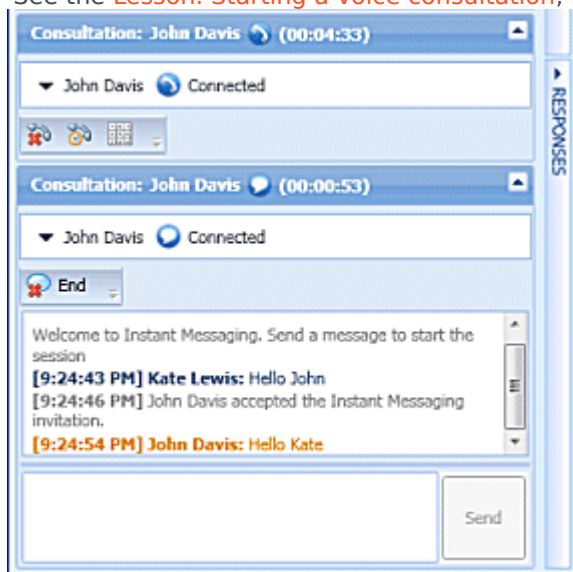 See the Lesson: Starting a voice consultation,
Consultation: John Davis (00:04:33)
John Davis Connected
Consultation: John Davis (00:00:53)
John Davis Connected
End
Welcome to Instant Messaging. Send a message to start the
session
[9:24:43 PM] Kate Lewis: Hello John
[9:24:46 PM] John Davis accepted the Instant Messaging
invitation.
[9:24:54 PM] John Davis: Hello Kate
Send
RESPONSES